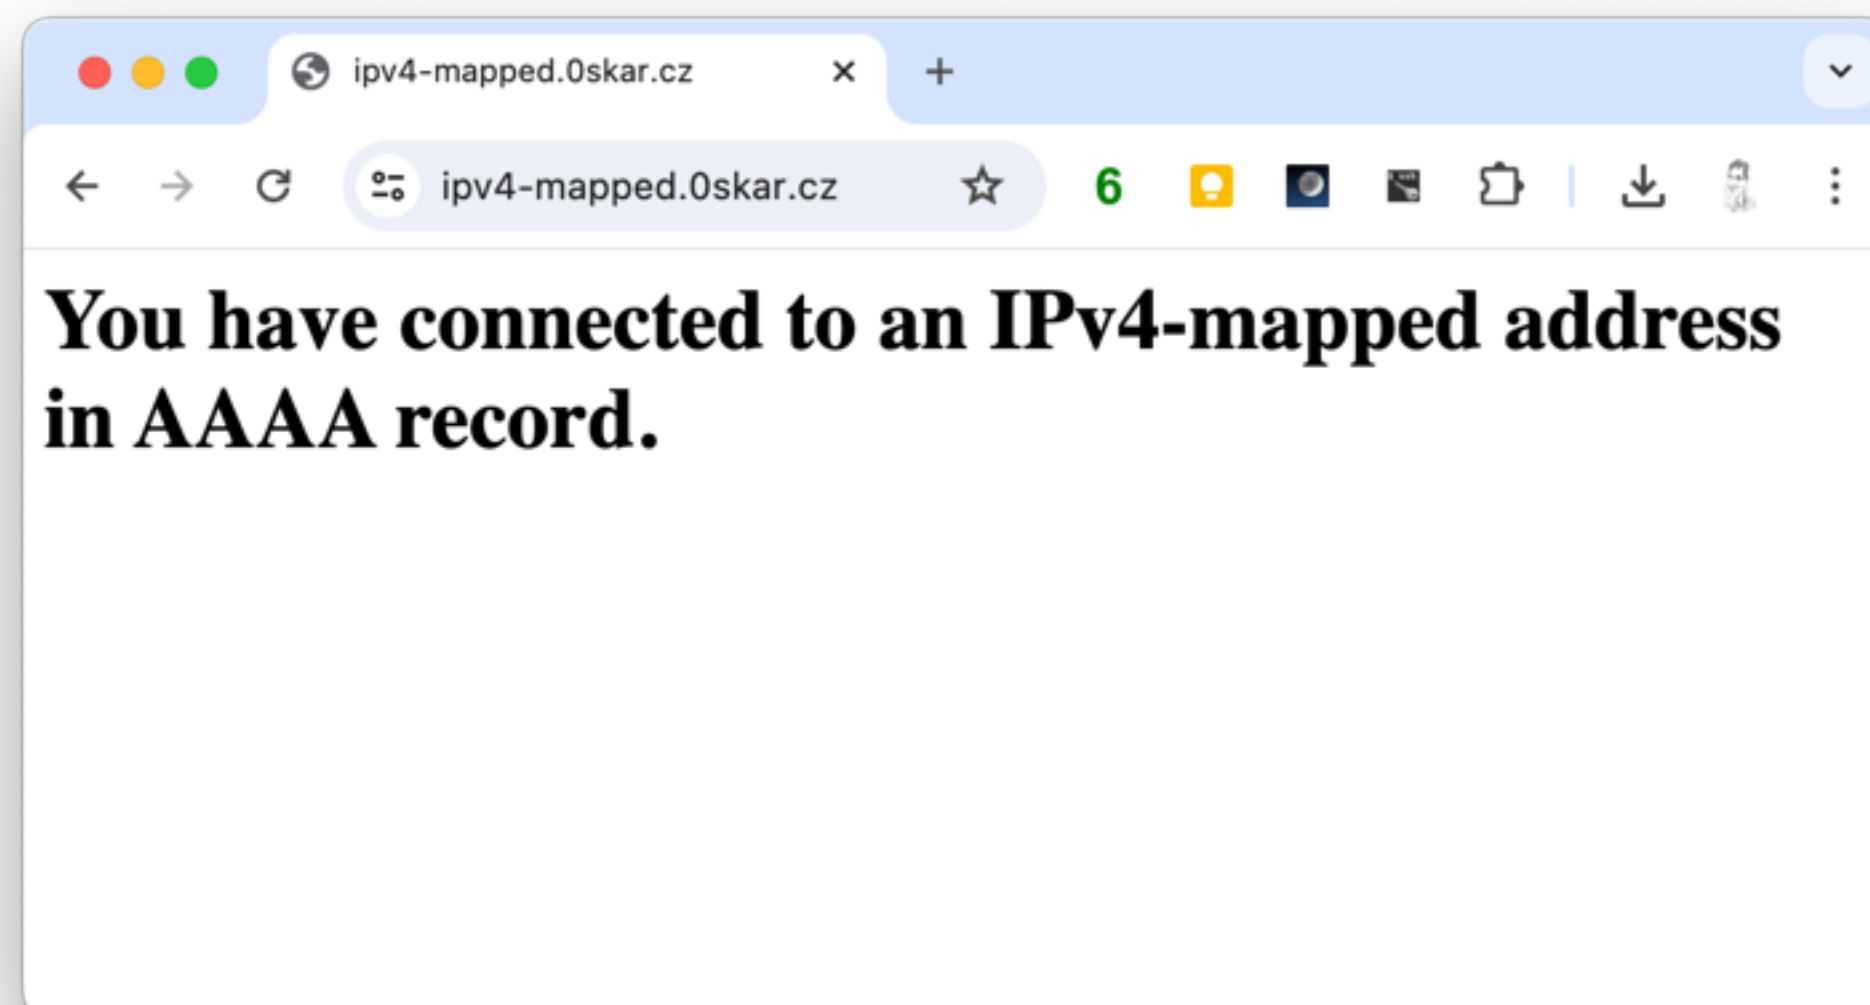 ipv4-mapped.0skar.cz
ipv4-mapped.0skar.cz
6
You have connected to an IPv4-mapped address
in AAAA record.